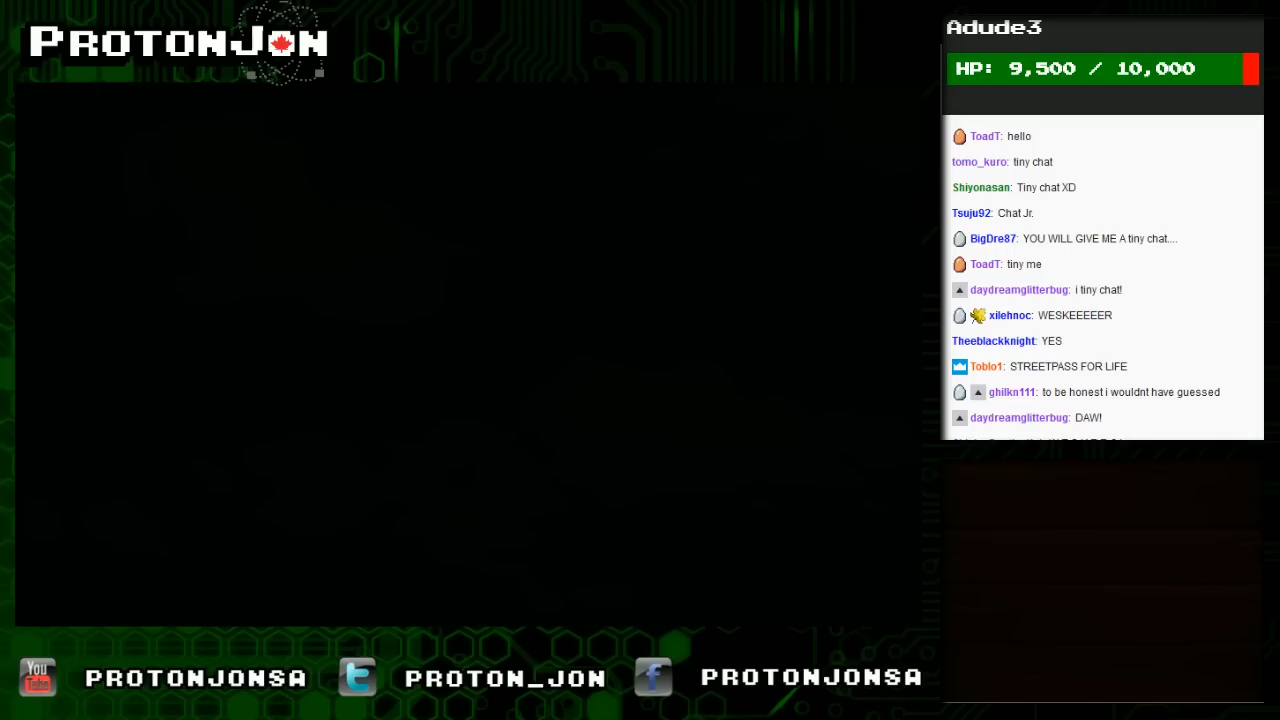 PROTONJON
Adude3
HP: 9,500 / 10,000
ToadT: hello
tomo_kuro: tiny chat
Shiyonasan: Tiny chat XD
Tsuju92: Chat Jr.
BigDre87: YOU WILL GIVE ME A tiny chat....
ToadT: tiny me
daydreamglitterbug: i tiny chat!
xilehnoc: WESKEEEEER
Theeblackknight: YES
Toblo1: STREETPASS FOR LIFE
ghilkn111: to be honest i wouldnt have guessed
daydreamglitterbug: DAW!
You Tube PROTONJONSA t PROTON_JON f PROTONJONSA